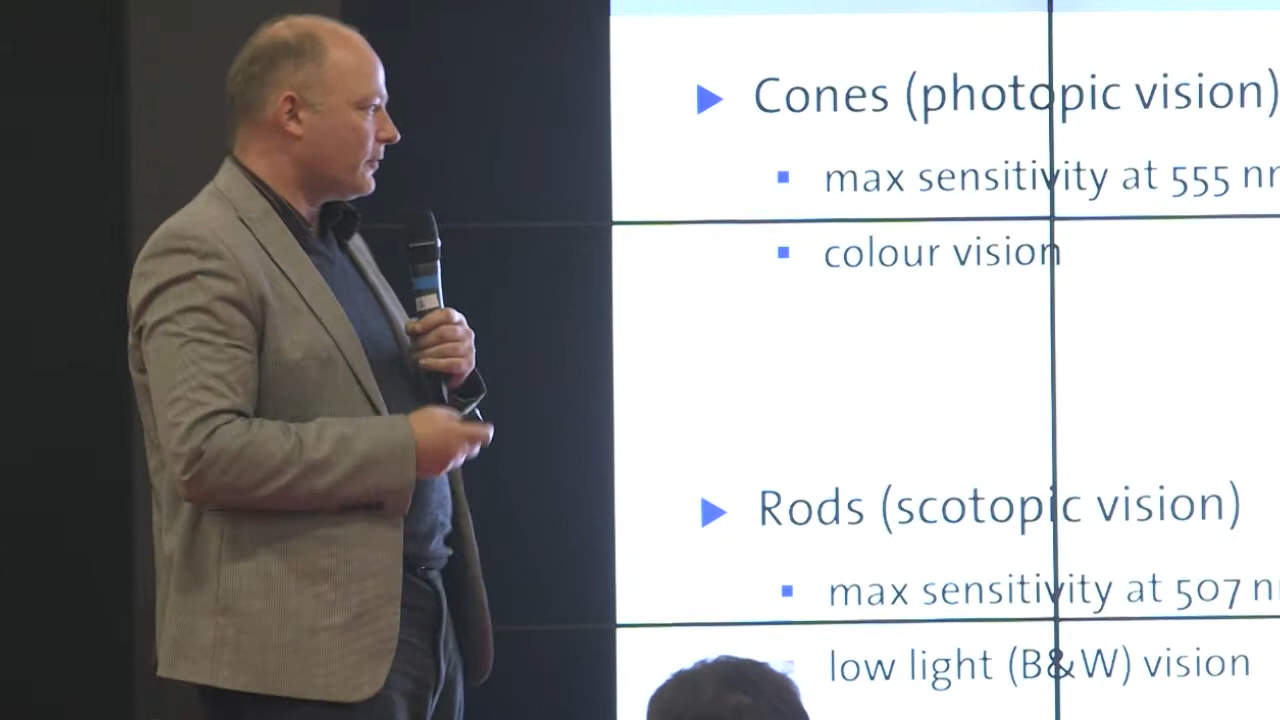 Cones (photopic vision)
max sensitivity at 555
colour vision
Rods (scotopic vision)
max sensitivity at 507
low light (B&W) vision